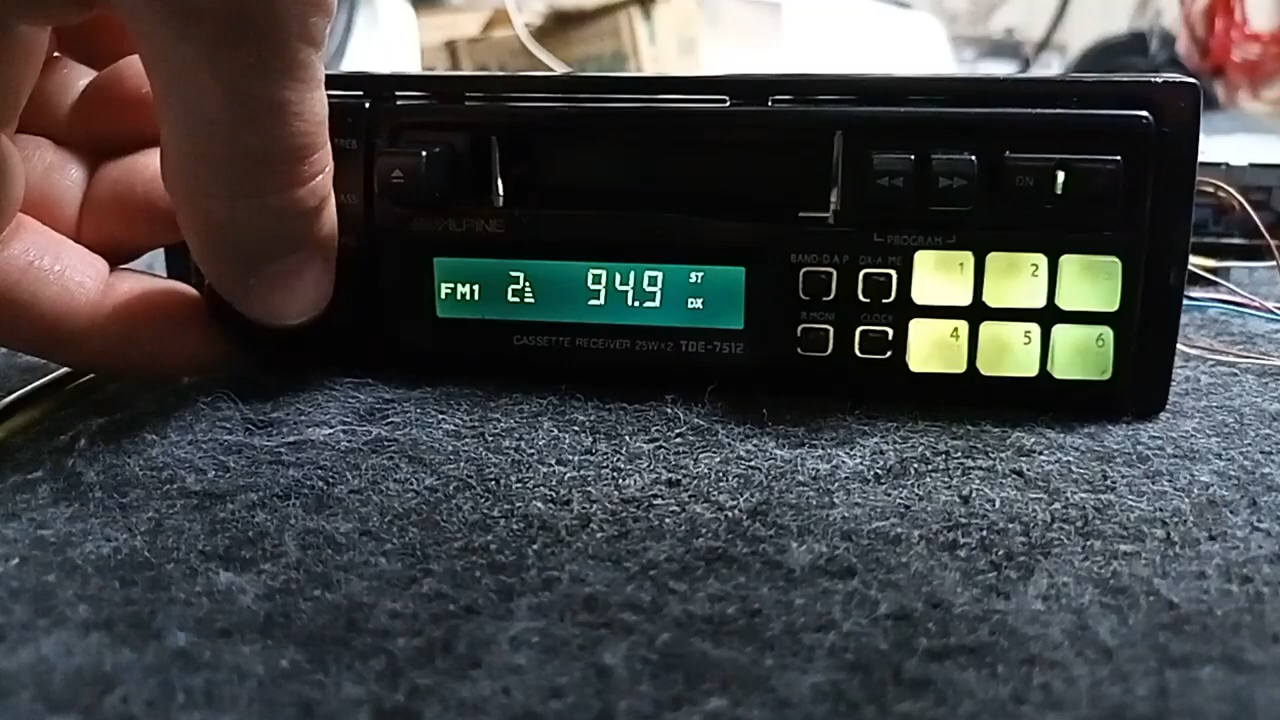 ALPINE
DN
PROGRAM
BAND·D.A.P DX-A.ME
1 2
FM1 2 94.9 ST
DX
R.MONI CLOCK
4 5 6
CASSETTE RECEIVER 25W×2 TDE-7512